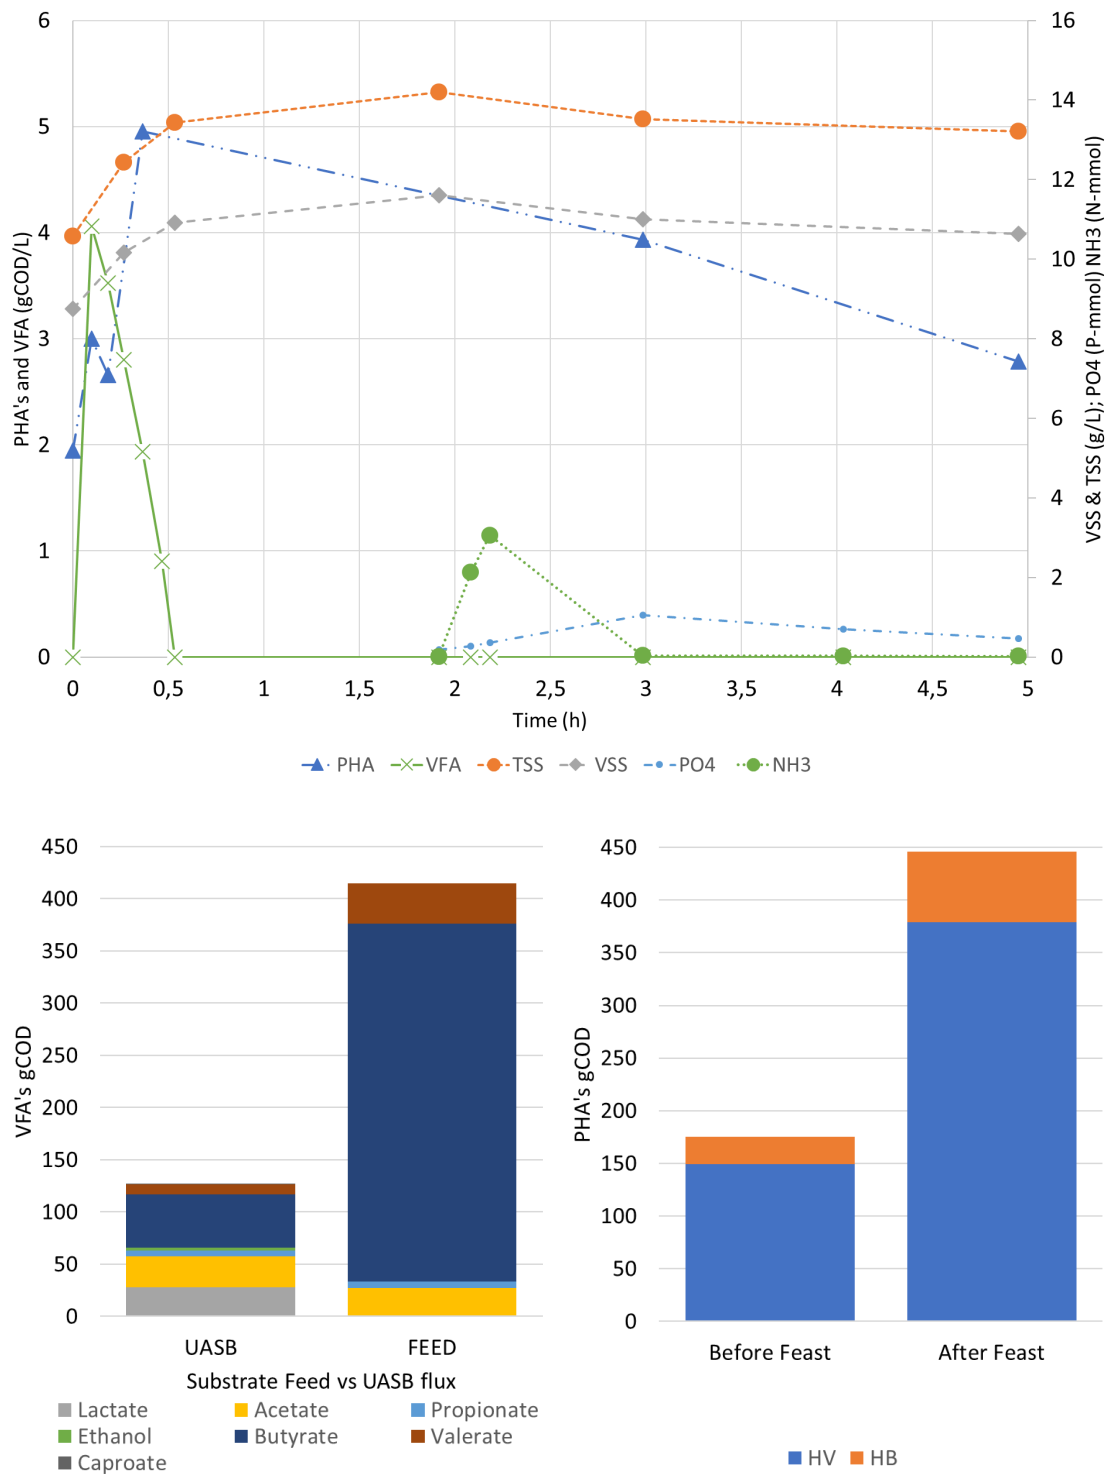 6
5
4
3
2
1
0
PHA's and VFA (gCOD/L)
16
14
12
10
8
6
4
2
0
VSS & TSS (g/L); PO4 (P-mmol) NH3 (N-mmol)
0 0,5 1 1,5 2 2,5 3 3,5 4 4,5 5
Time (h)
PHA VFA TSS VSS PO4 NH3
450
400
350
300
250
200
150
100
50
0
VFA's gCOD
UASB FEED
Substrate Feed vs UASB flux
Lactate Acetate Propionate
Ethanol Butyrate Valerate
Caproate
450
400
350
300
250
200
150
100
50
0
PHA's gCOD
Before Feast After Feast
HV HB